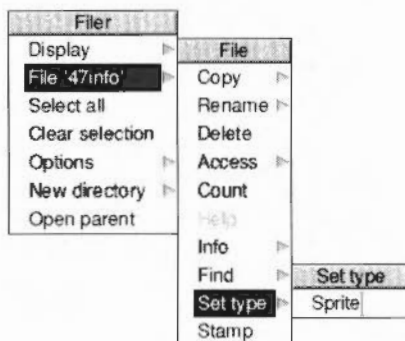 Filer
Display
File '47info'
Select all
Clear selection
Options
New directory
Open parent
File
Copy
Rename
Delete
Access
Count
Help
Info
Find
Set type
Stamp
Set type
Sprite